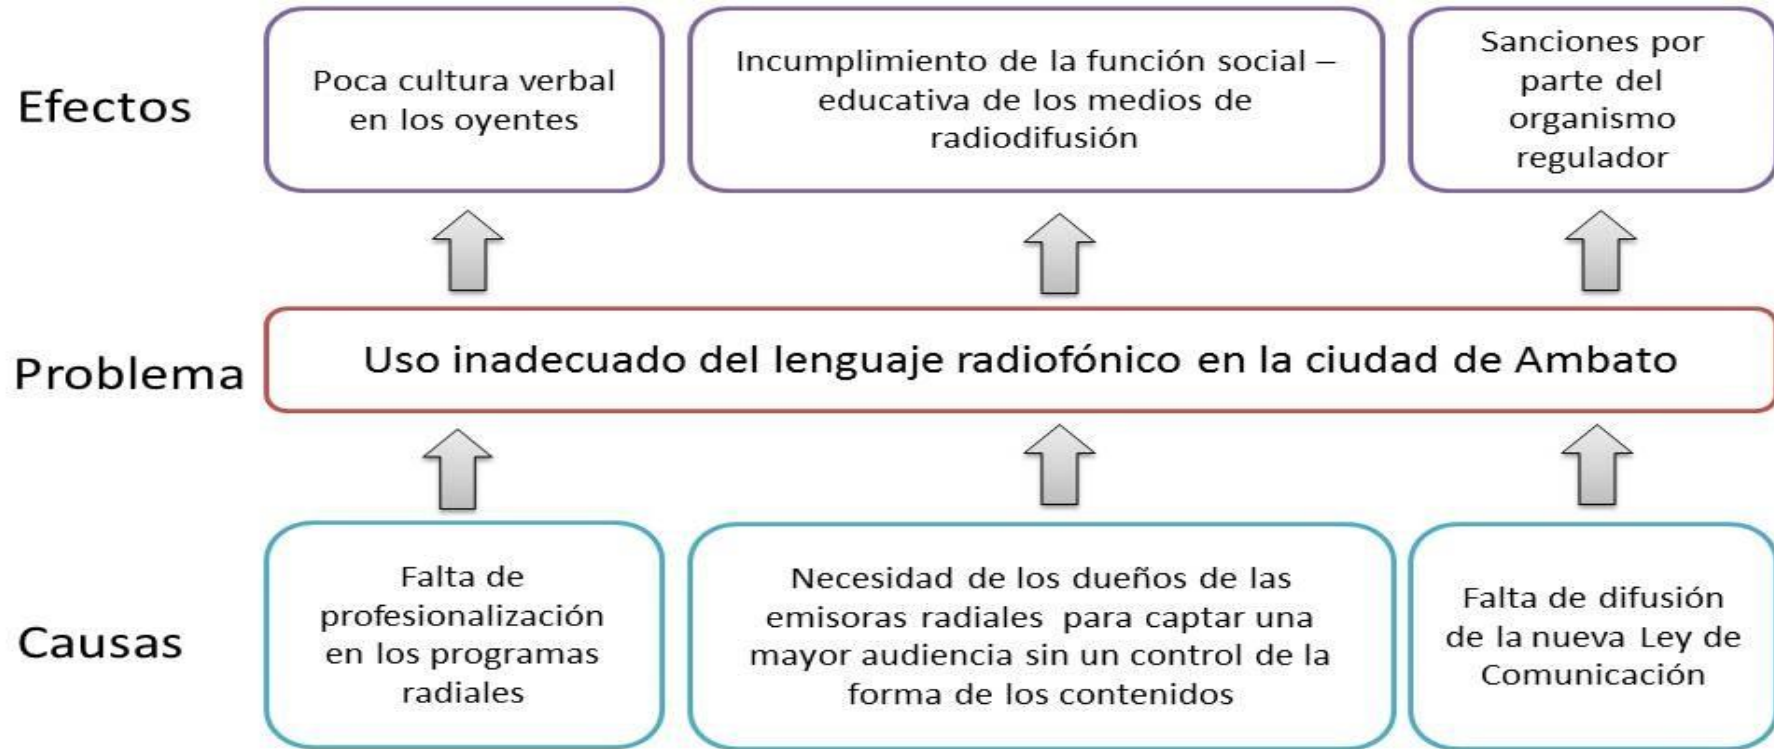 Efectos
Poca cultura verbal
en los oyentes
Incumplimiento de la función social –
educativa de los medios de
radiodifusión
Sanciones por
parte del
organismo
regulador
Problema
Uso inadecuado del lenguaje radiofónico en la ciudad de Ambato
Causas
Falta de
profesionalización
en los programas
radiales
Necesidad de los dueños de las
emisoras radiales para captar una
mayor audiencia sin un control de la
forma de los contenidos
Falta de difusión
de la nueva Ley de
Comunicación